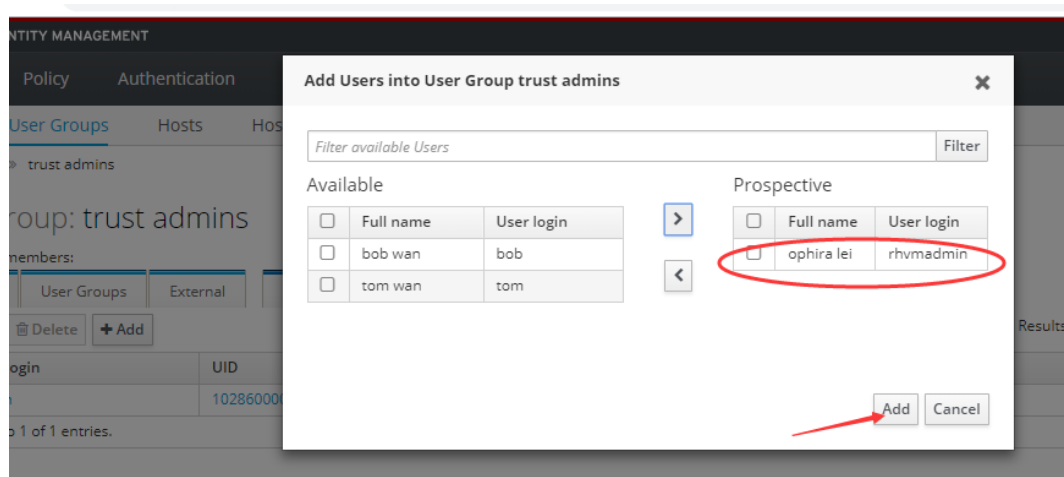 NTITY MANAGEMENT
Policy Authentication
User Groups Hosts Hos
» trust admins
roup: trust admins
members:
User Groups External
Delete + Add
ogin UID
10286000
o 1 of 1 entries.
Results
Add Users into User Group trust admins
Filter available Users Filter
Available
Full name User login
bob wan bob
tom wan tom
>
<
Prospective
Full name User login
ophira lei rhvmadmin
Add Cancel